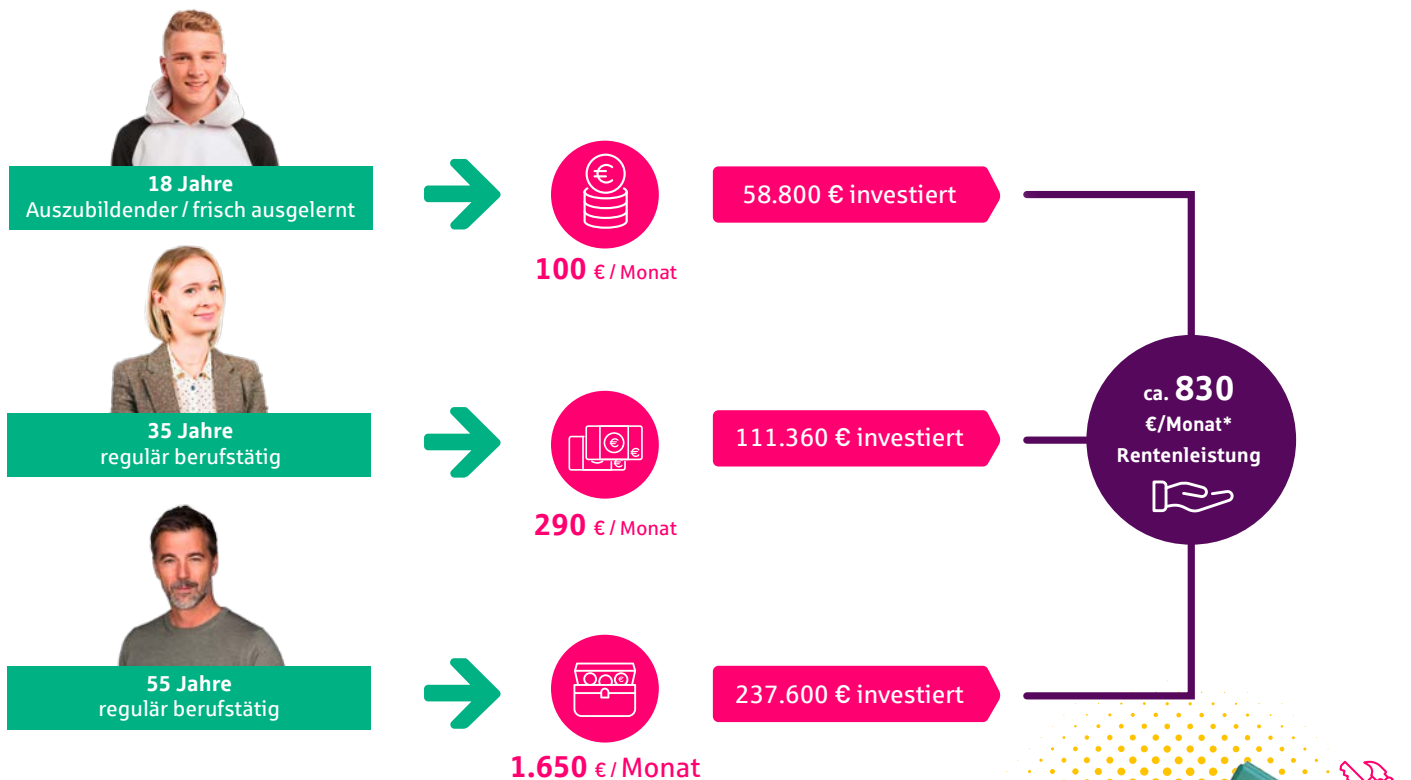 18 Jahre
Auszubildender / frisch ausgelernt
€
100 € / Monat
58.800 € investiert
35 Jahre
regulär berufstätig
€
€
€
290 € / Monat
111.360 € investiert
55 Jahre
regulär berufstätig
€
1.650 € / Monat
237.600 € investiert
ca. 830
€/Monat*
Rentenleistung